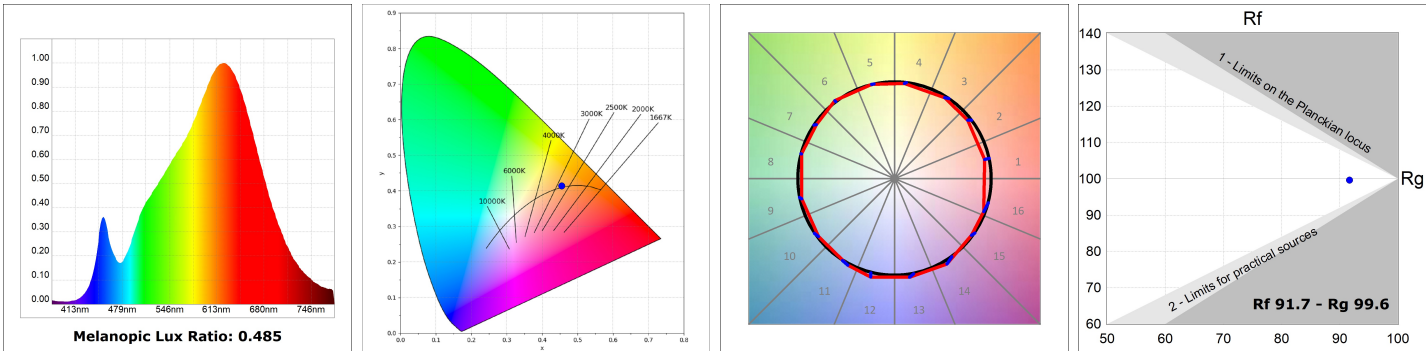 1.00
0.90
0.80
0.70
0.60
0.50
0.40
0.30
0.20
0.10
0.00
413nm 479nm 546nm 613nm 680nm 746nm
Melanopic Lux Ratio: 0.485
0.9
0.8
0.7
0.6
0.5
y
0.4
0.3
0.2
0.1
0.0
0.0 0.1 0.2 0.3 0.4 0.5 0.6 0.7 0.8
x
10000K
6000K
4000K
3000K
2500K
2000K
1667K
1
2
3
4
5
6
7
8
9
10
11
12
13
14
15
16
Rf
140
130
120
110
100
90
80
70
60
50 60 70 80 90 100
Rg
1 - Limits on the Planckian locus
2 - Limits for practical sources
Rf 91.7 - Rg 99.6